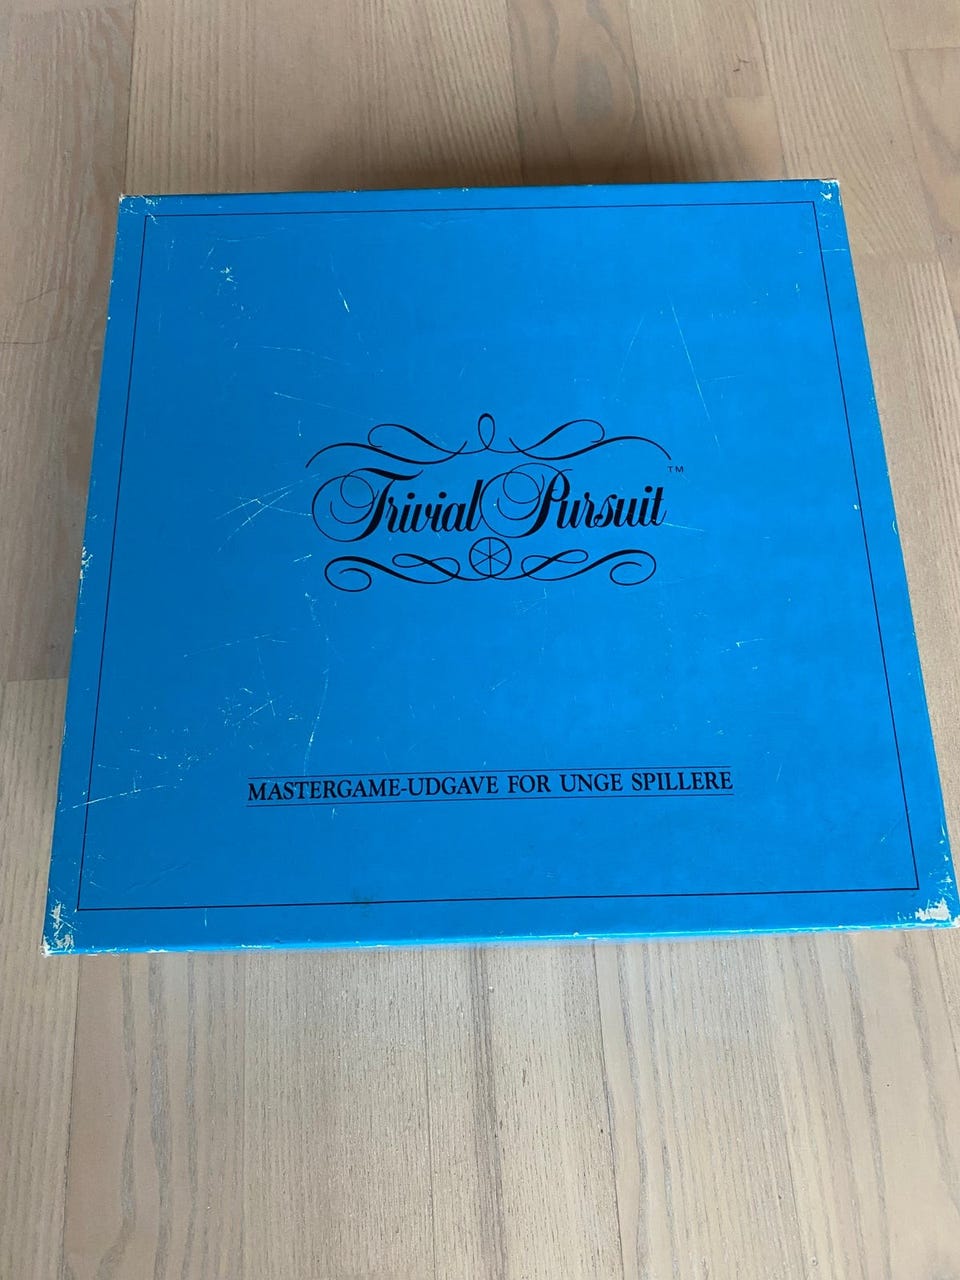 Trivial Pursuit™
MASTERGAME-UDGAVE FOR UNGE SPILLERE